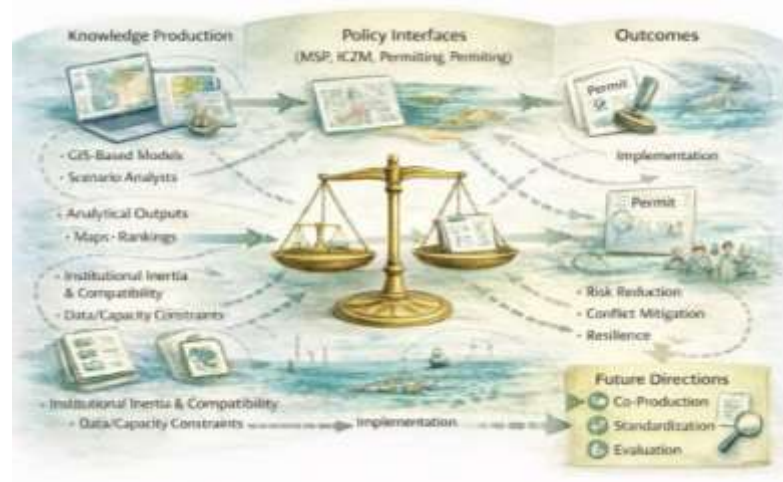 Knowledge Production
Policy Interfaces
(MSP, ICZM, Permitting, Permiting)
Outcomes
Permit
- GIS-Based Models
- Scenario Analysts
Implementation
- Analytical Outputs
- Maps - Rankings
Permit
- Institutional Inertia
& Compatibility
- Data/Capacity Constraints
- Risk Reduction
- Conflict Mitigation
- Resilience
- Institutional Inertia & Compatibility
- Data/Capacity Constraints
Implementation
Future Directions
Co-Production
Standardization
Evaluation